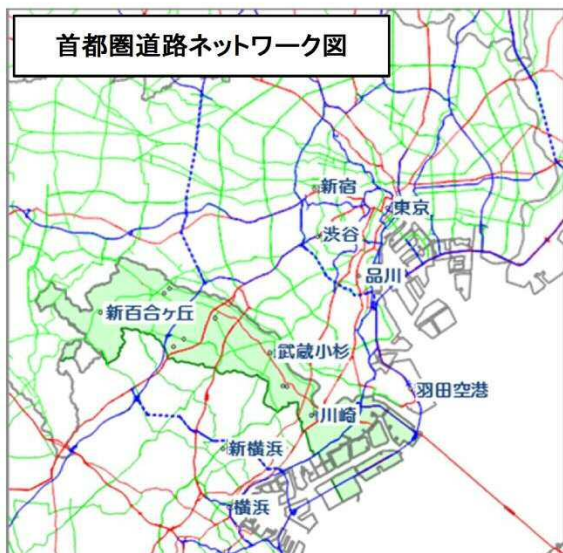 首都圏道路ネットワーク図
新宿
東京
渋谷
品川
新百合ヶ丘
武蔵小杉
羽田空港
川崎
新横浜
横浜